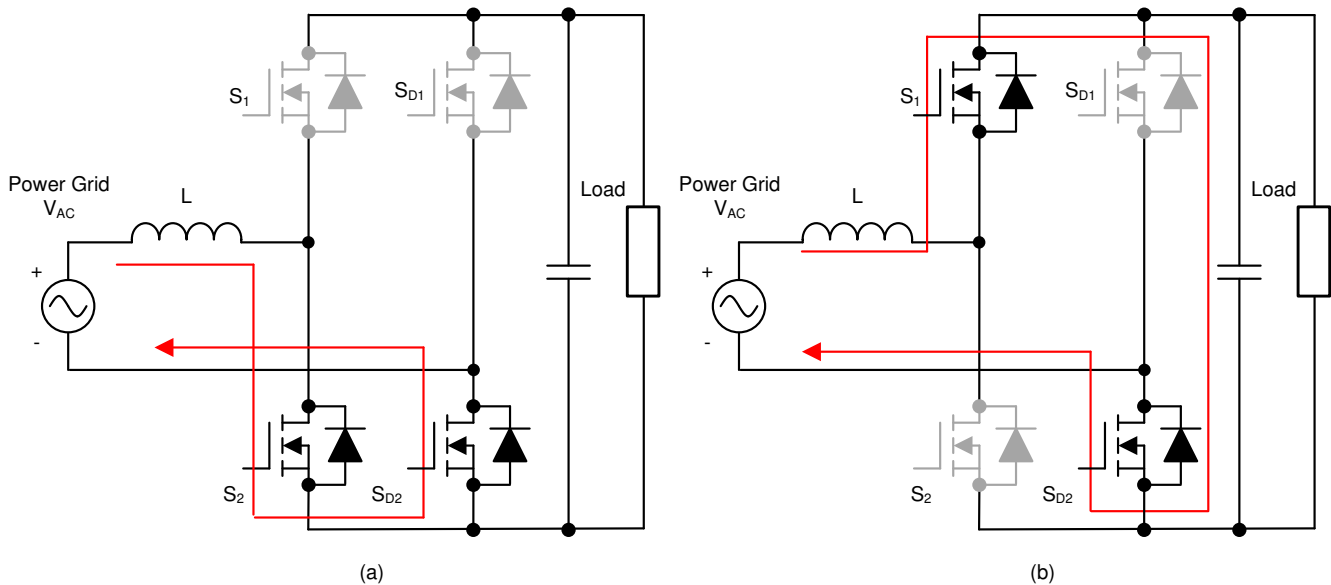 S1
SD1
Power Grid
VAC
L
Load
+
-
S2
SD2
(a)
S1
SD1
Power Grid
VAC
L
Load
+
-
S2
SD2
(b)